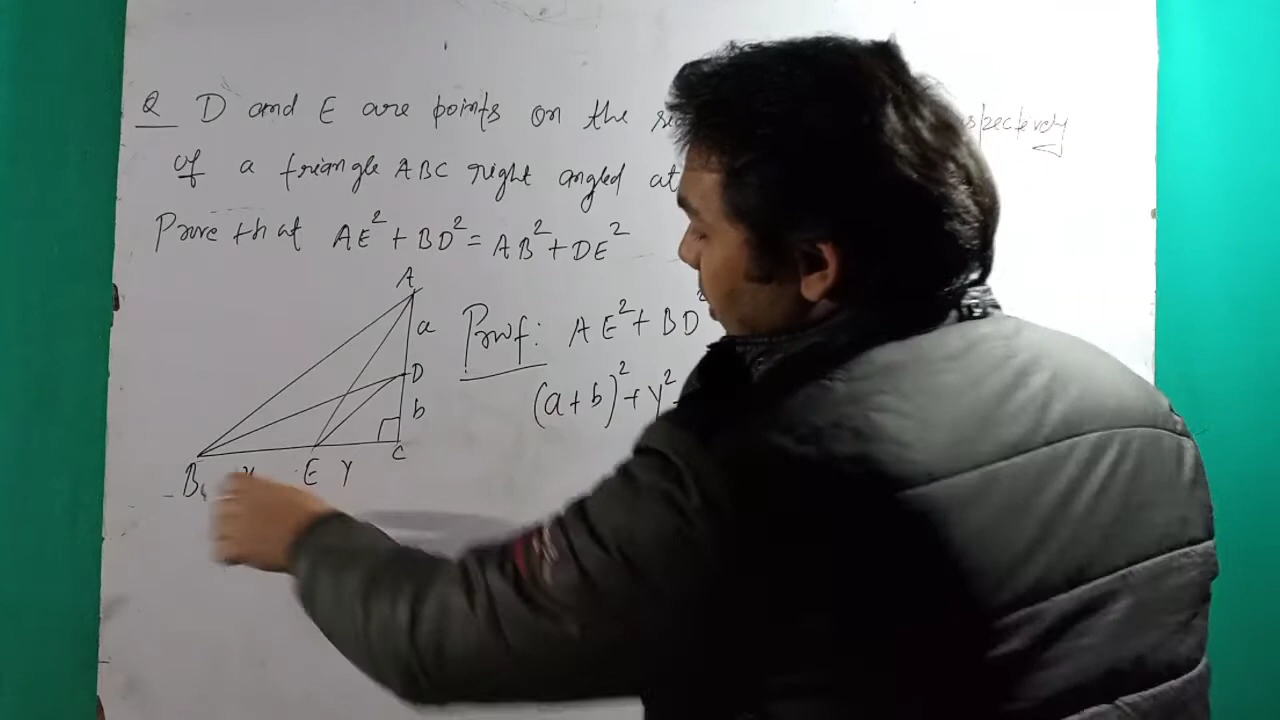 Q D and E are points on the
of a triangle ABC right angled at
Prove that AE² + BD² = AB² + DE²
A
a
Proof: AE² + BD²
D
b
(a+b)² + y²
C
B E y